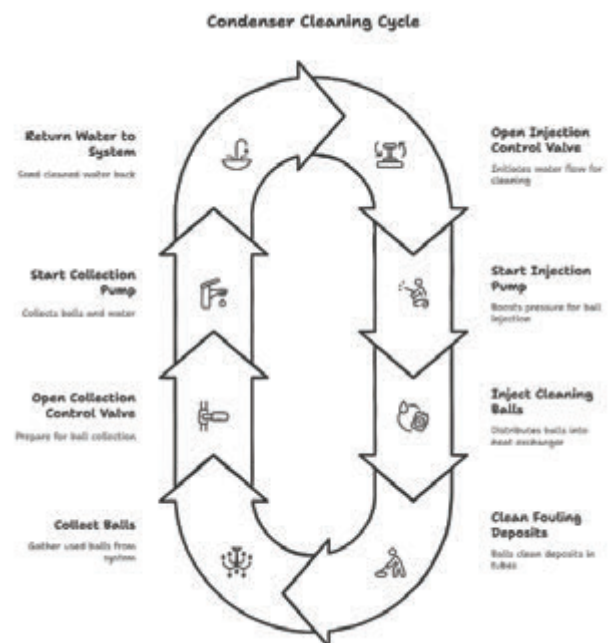 Condenser Cleaning Cycle
Open Injection
Control Valve
Initiates water flow for
cleaning
Start Injection
Pump
Boosts pressure for ball
injection
Inject Cleaning
Balls
Distributes balls into
heat exchanger
Clean Fouling
Deposits
Balls clean deposits in
tubes
Collect Balls
Gather used balls from
system
Open Collection
Control Valve
Prepare for ball collection
Start Collection
Pump
Collects balls and water
Return Water to
System
Send cleaned water back